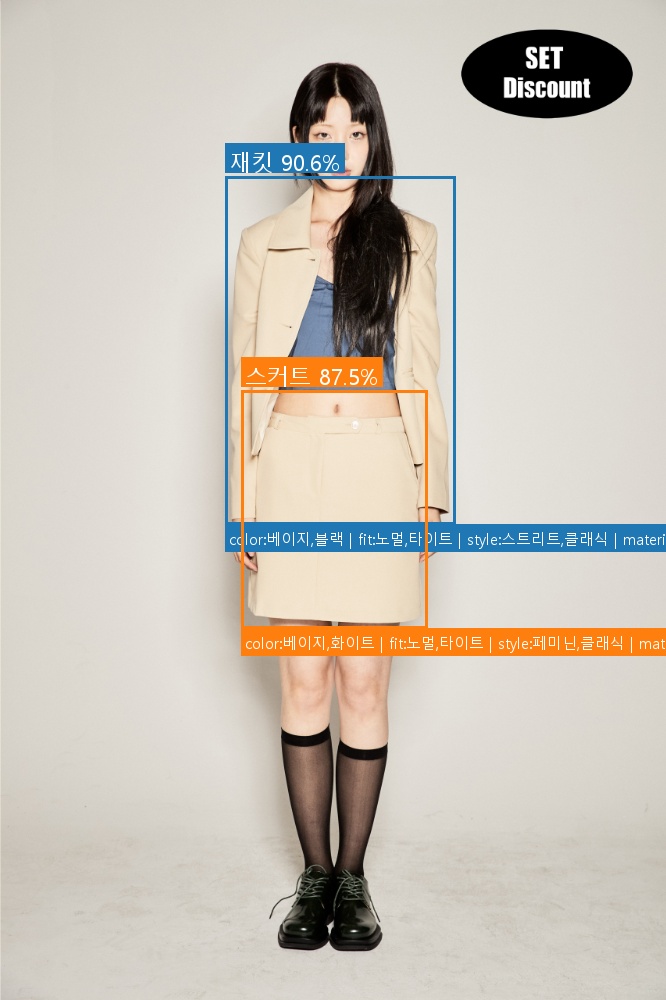 SET
Discount
재킷 90.6%
스커트 87.5%
color:베이지,블랙 | fit:노멀,타이트 | style:스트리트,클래식 | materi
color:베이지,화이트 | fit:노멀,타이트 | style:페미닌,클래식 | mat